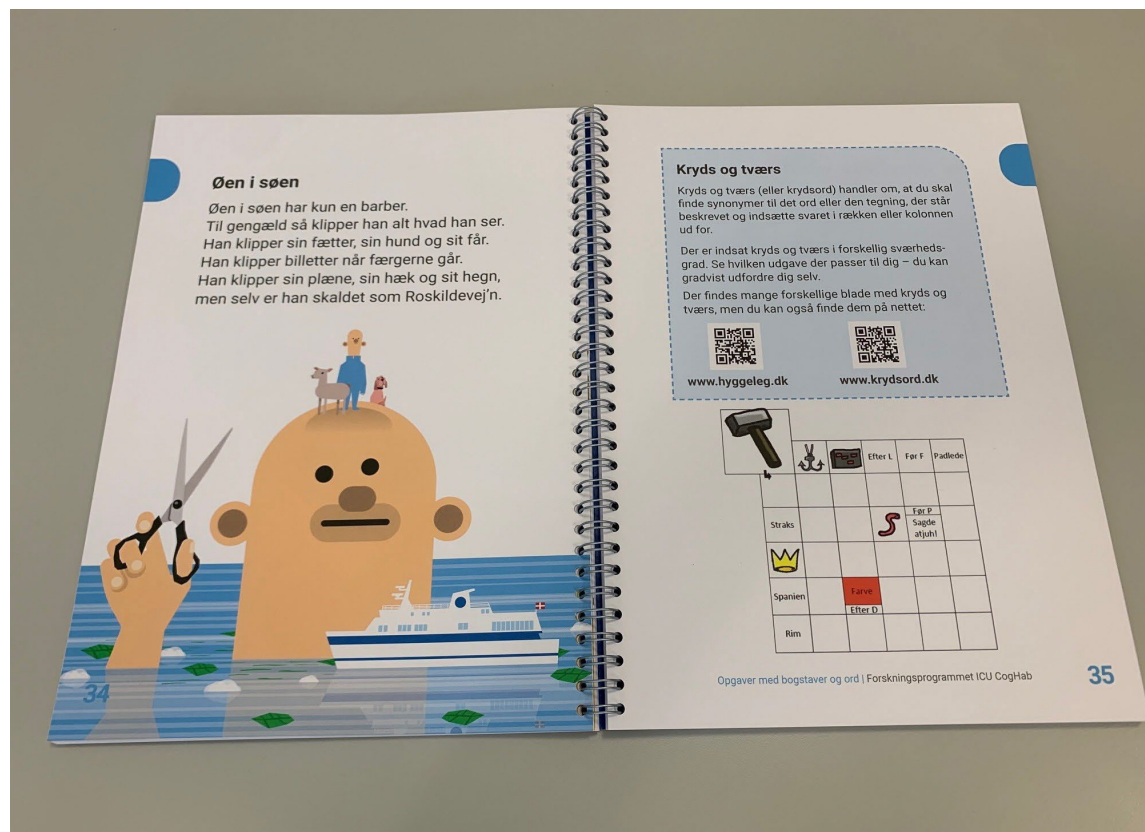 Øen i søen
Øen i søen har kun en barber.
Til gengæld så klipper han alt hvad han ser.
Han klipper sin fætter, sin hund og sit får.
Han klipper billetter når færgerne går.
Han klipper sin plæne, sin hæk og sit hegn,
men selv er han skaldet som Roskildevej'n.
34
Kryds og tværs
Kryds og tværs (eller krydsord) handler om, at du skal
finde synonymer til det ord eller den tegning, der står
beskrevet og indsætte svaret i rækken eller kolonnen
ud for.
Der er indsat kryds og tværs i forskellig sværheds-
grad. Se hvilken udgave der passer til dig – du kan
gradvist udfordre dig selv.
Der findes mange forskellige blade med kryds og
tværs, men du kan også finde dem på nettet:
www.hyggeleg.dk
www.krydsord.dk
Efter L
Før F
Padlede
Straks
Før P
Sagde
atjuh!
Spanien
Farve
Efter D
Rim
Opgaver med bogstaver og ord | Forskningsprogrammet ICU CogHab
35